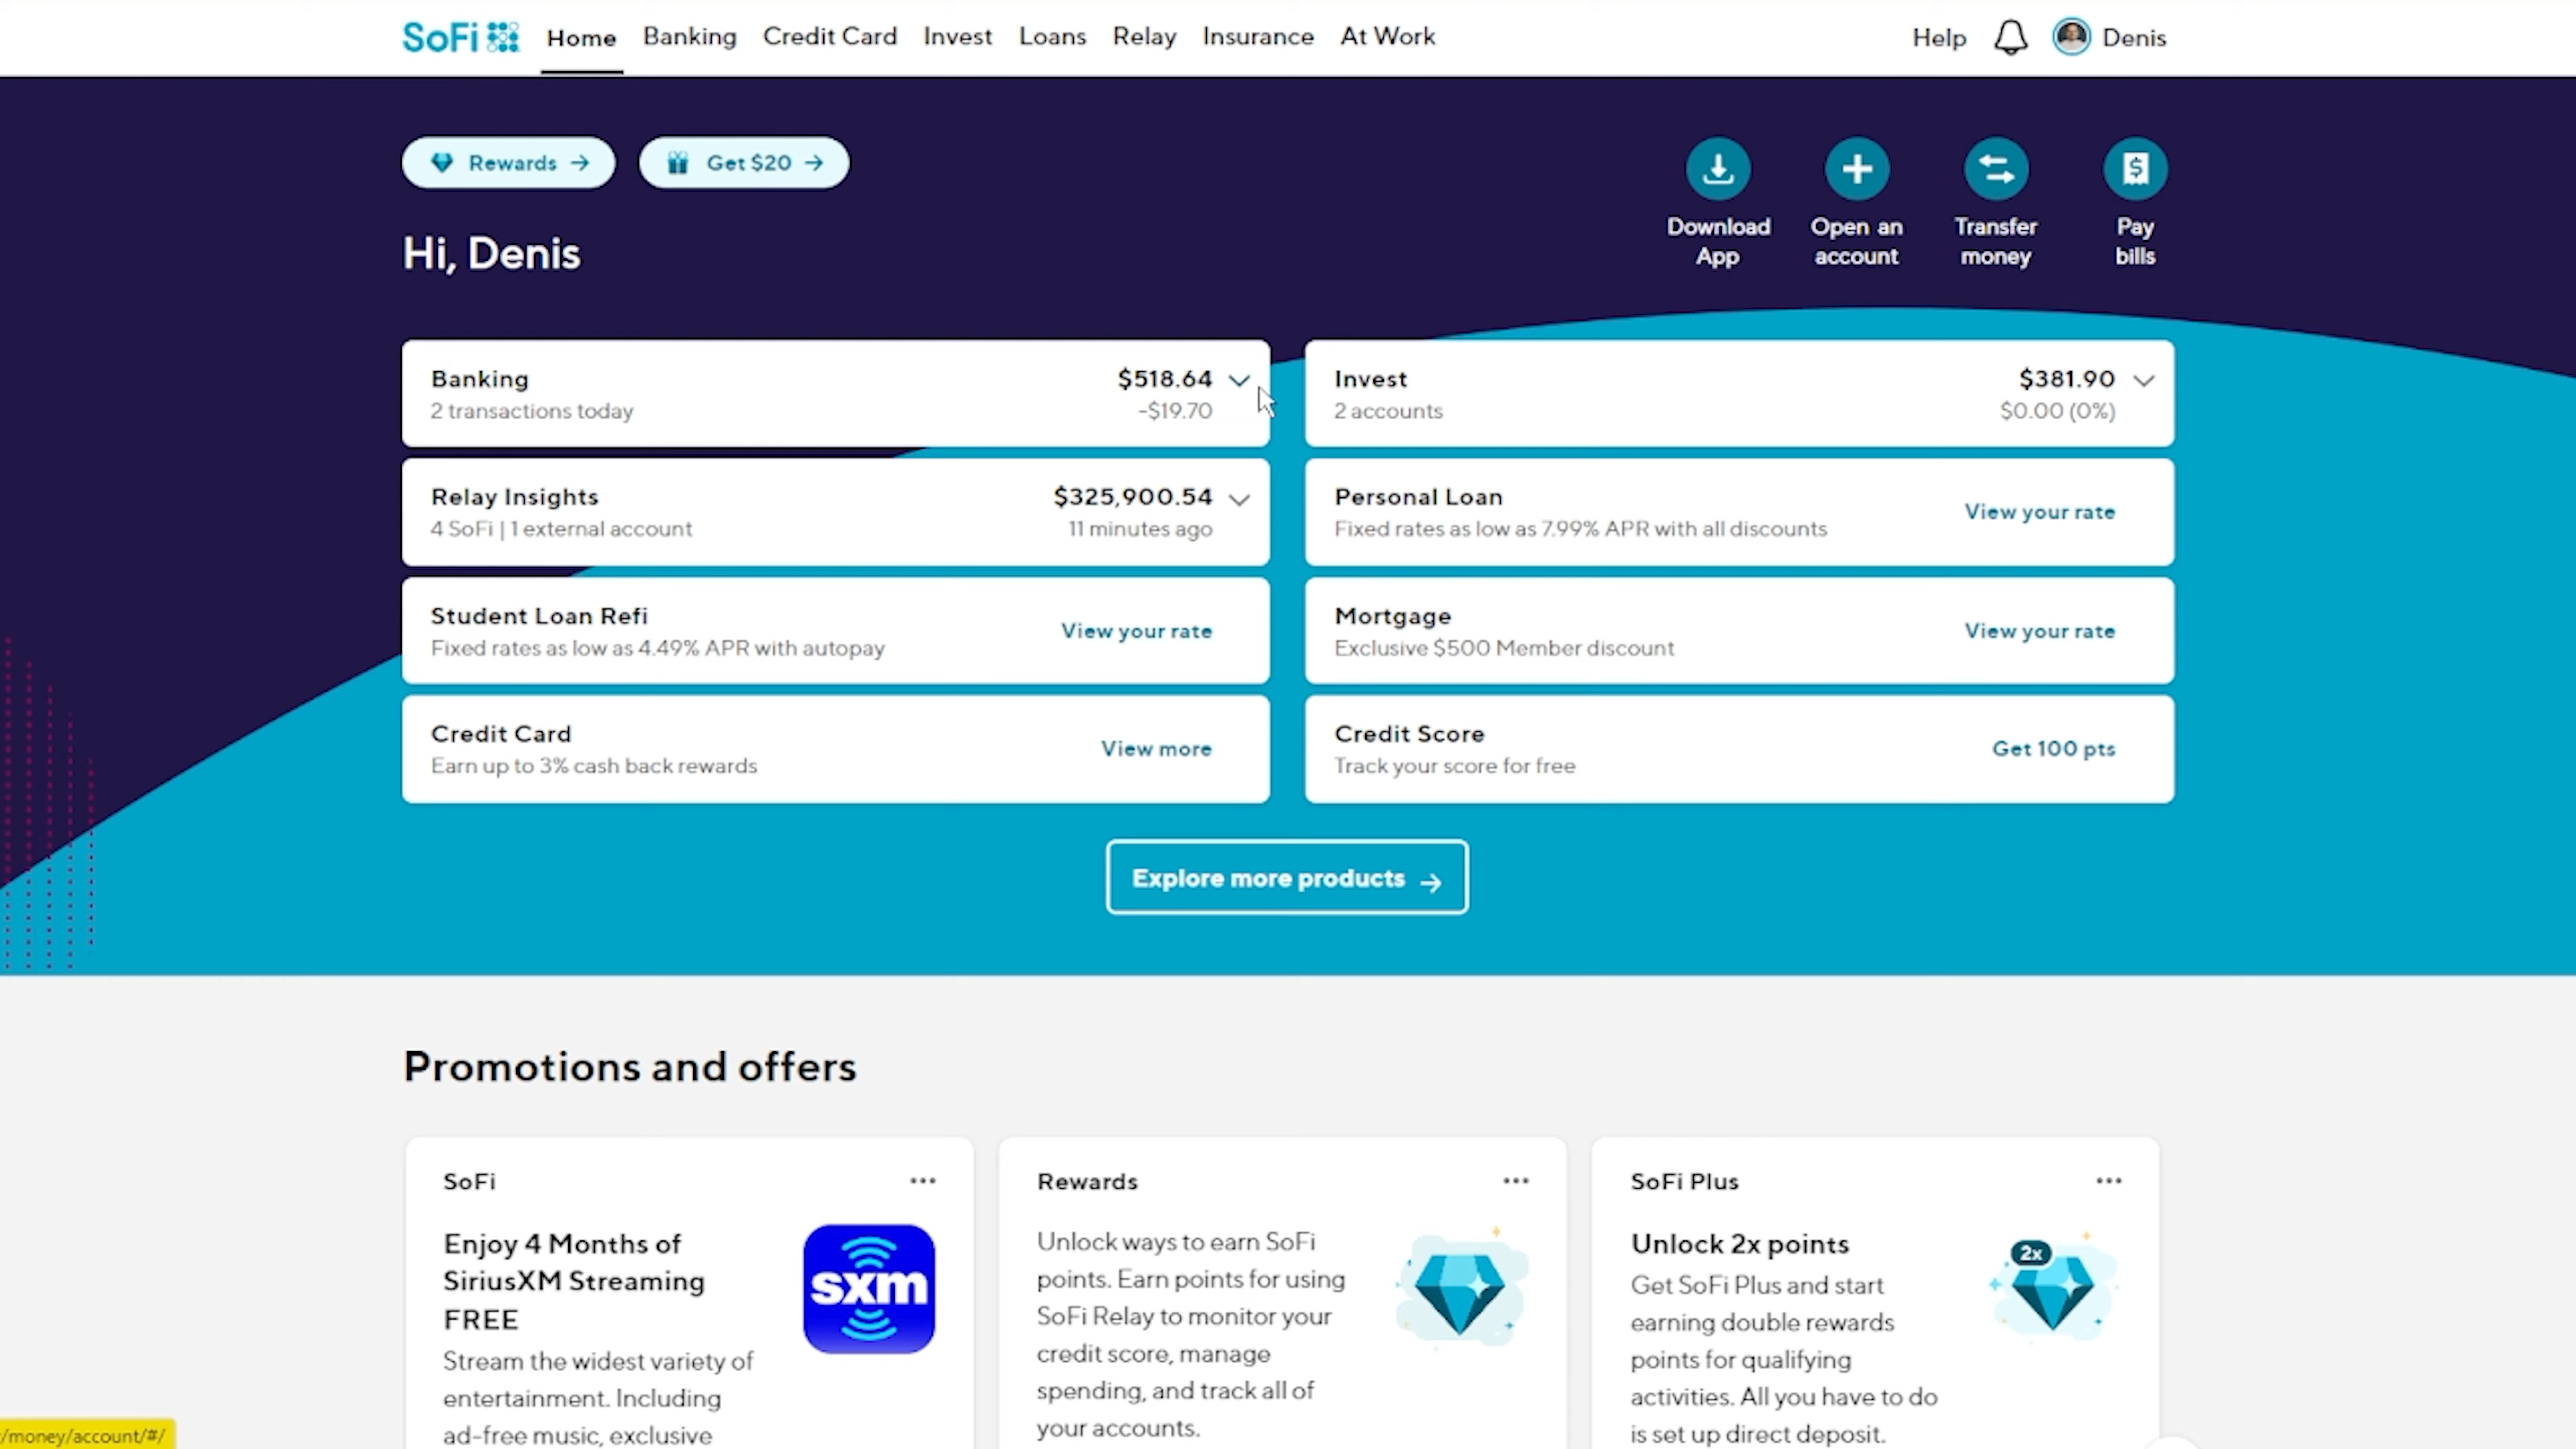 SoFi Home Banking Credit Card Invest Loans Relay Insurance At Work Help Denis
Rewards → Get $20 →
Hi, Denis
Download App
Open an account
Transfer money
Pay bills
Banking $518.64
2 transactions today -$19.70
Invest $381.90
2 accounts $0.00 (0%)
Relay Insights $325,900.54
4 SoFi | 1 external account 11 minutes ago
Personal Loan
Fixed rates as low as 7.99% APR with all discounts
View your rate
Student Loan Refi
Fixed rates as low as 4.49% APR with autopay
View your rate
Mortgage
Exclusive $500 Member discount
View your rate
Credit Card
Earn up to 3% cash back rewards
View more
Credit Score
Track your score for free
Get 100 pts
Explore more products →
Promotions and offers
SoFi
Enjoy 4 Months of
SiriusXM Streaming
FREE
Stream the widest variety of
entertainment. Including
ad-free music, exclusive
sxm
Rewards
Unlock ways to earn SoFi
points. Earn points for using
SoFi Relay to monitor your
credit score, manage
spending, and track all of
your accounts.
SoFi Plus
Unlock 2x points
Get SoFi Plus and start
earning double rewards
points for qualifying
activities. All you have to do
is set up direct deposit.
2x
/money/account/#/